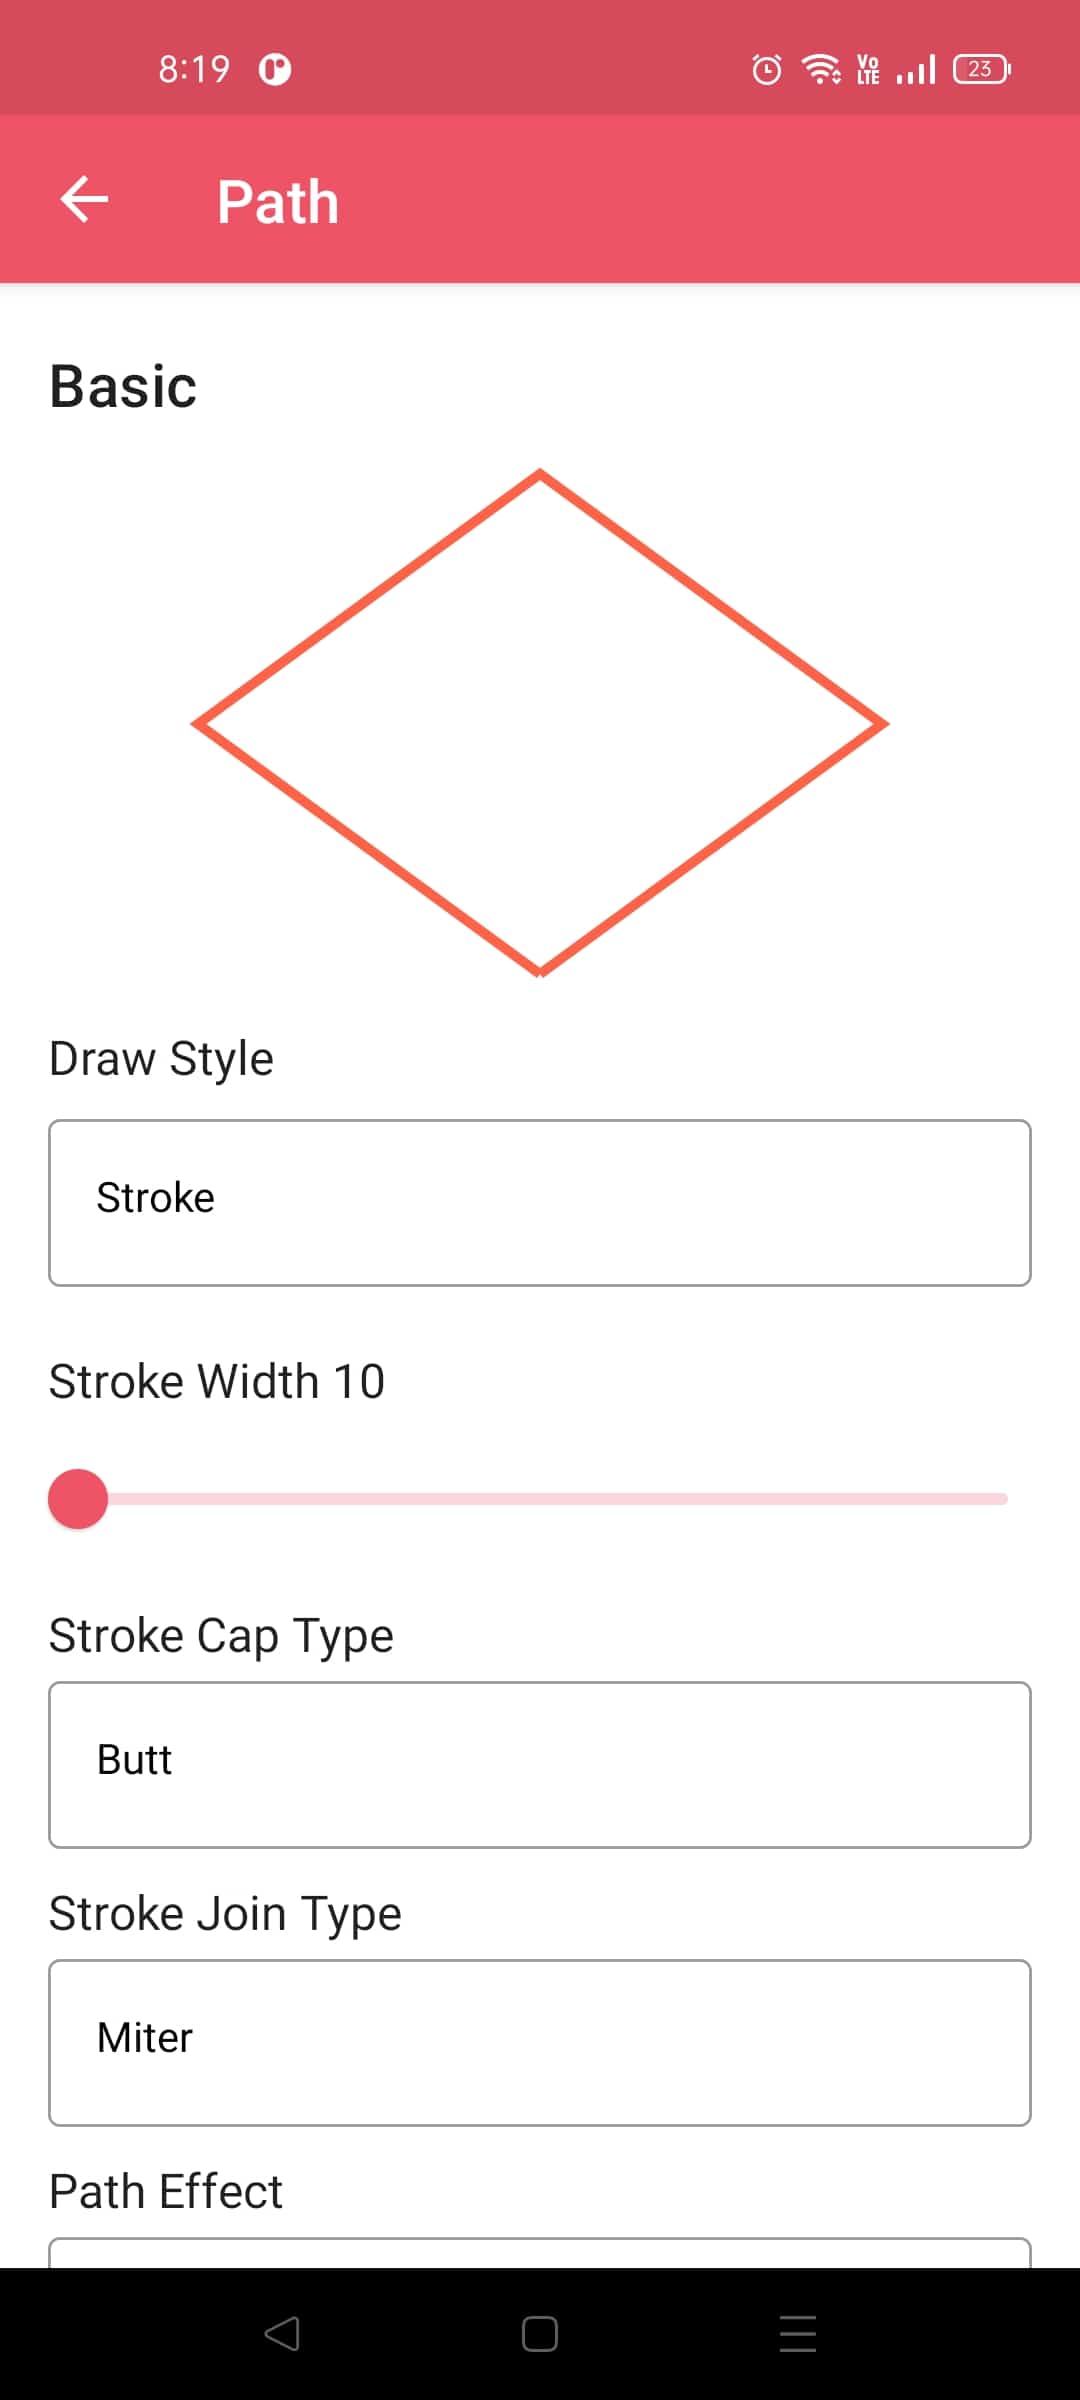 8:19
Vo
LTE
23
Path
Basic
Draw Style
Stroke
Stroke Width 10
Stroke Cap Type
Butt
Stroke Join Type
Miter
Path Effect